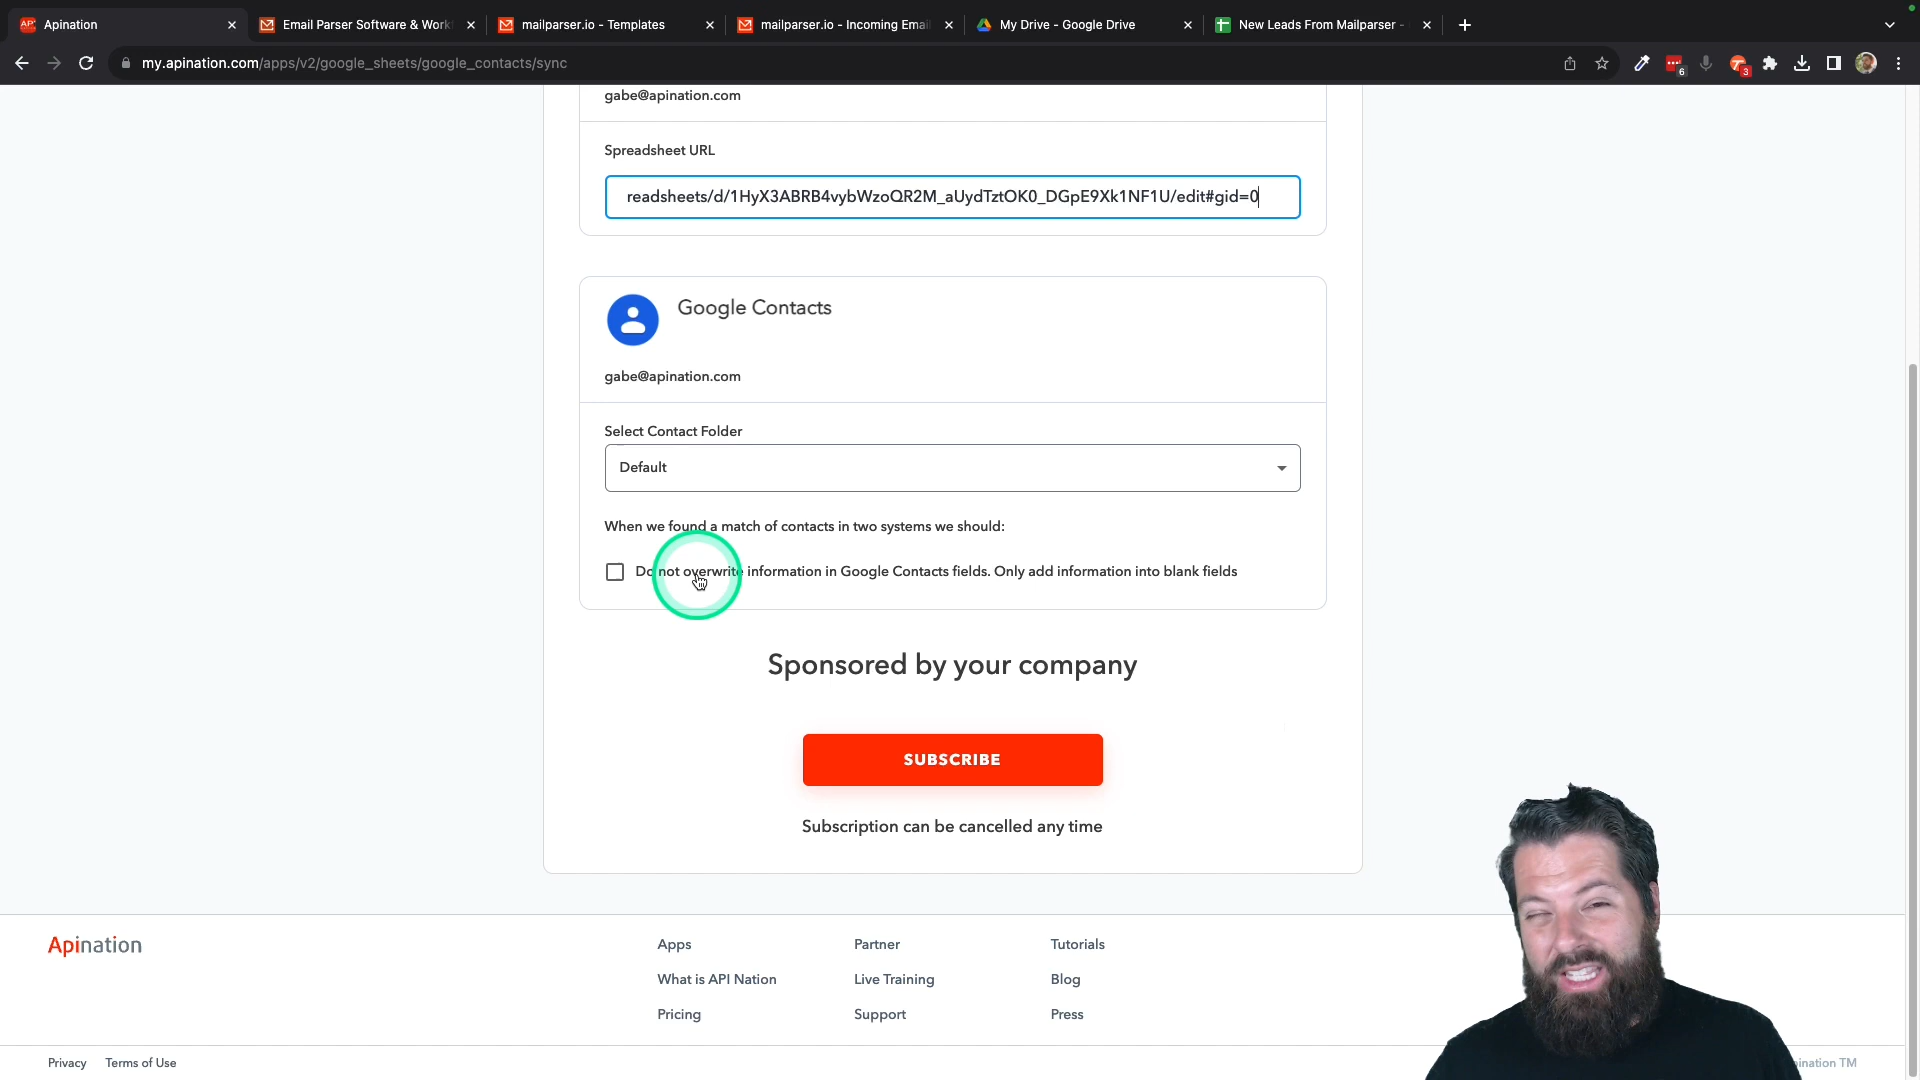 Apination
Email Parser Software & Work
mailparser.io - Templates
mailparser.io - Incoming Emai
My Drive - Google Drive
New Leads From Mailparser -
my.apination.com/apps/v2/google_sheets/google_contacts/sync
6
3
gabe@apination.com
Spreadsheet URL
readsheets/d/1HyX3ABRB4vybWzoQR2M_aUydTztOK0_DGpE9Xk1NF1U/edit#gid=0
Google Contacts
gabe@apination.com
Select Contact Folder
Default
When we found a match of contacts in two systems we should:
Do not overwrite information in Google Contacts fields. Only add information into blank fields
Sponsored by your company
SUBSCRIBE
Subscription can be cancelled any time
Apination
Apps
Partner
Tutorials
What is API Nation
Live Training
Blog
Pricing
Support
Press
Privacy
Terms of Use
pination TM